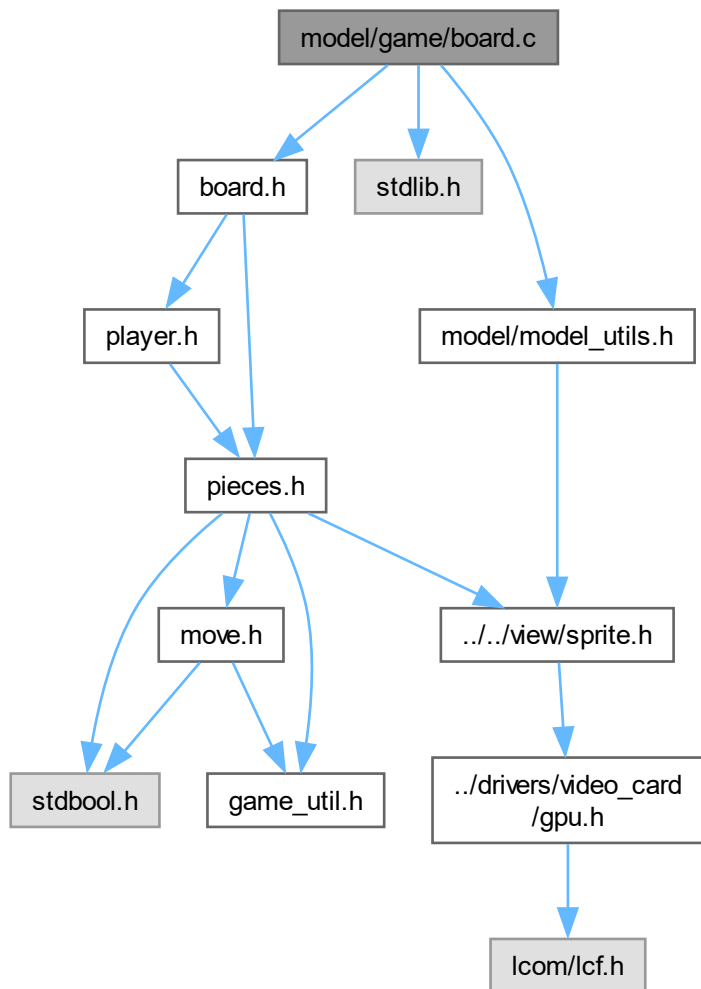 model/game/board.c
board.h
stdlib.h
player.h
model/model_utils.h
pieces.h
move.h
../../view/sprite.h
stdbool.h
game_util.h
../drivers/video_card
/gpu.h
lcom/lcf.h